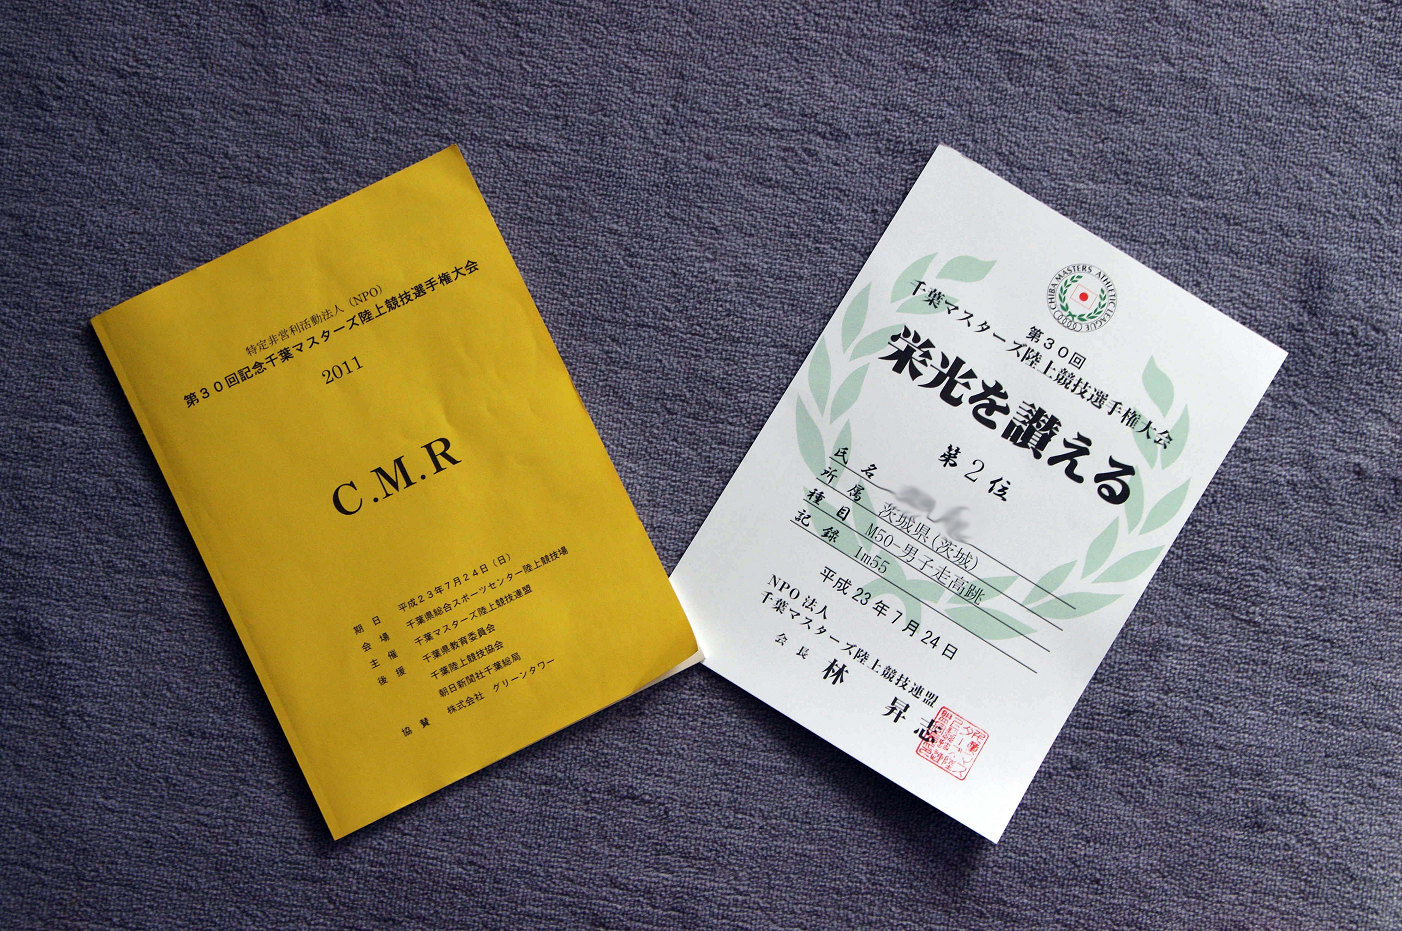 特定非営利活動法人（NPO）
第30回記念千葉マスターズ陸上競技選手権大会
2011
C.M.R
期日 平成23年7月24日（日）
会場 千葉県総合スポーツセンター陸上競技場
主催 千葉マスターズ陸上競技連盟
後援 千葉県教育委員会
千葉陸上競技協会
朝日新聞社千葉総局
協賛 株式会社 グリーンタワー
CHIBA MASTERS ATHLETIC LEAGUE
第30回
千葉マスターズ陸上競技選手権大会
栄光を讃える
第2位
氏名
所属 茨城県(茨城)
種目 M50-男子走高跳
記録 1m55
平成23年7月24日
NPO法人
千葉マスターズ陸上競技連盟
会長 林 昇志